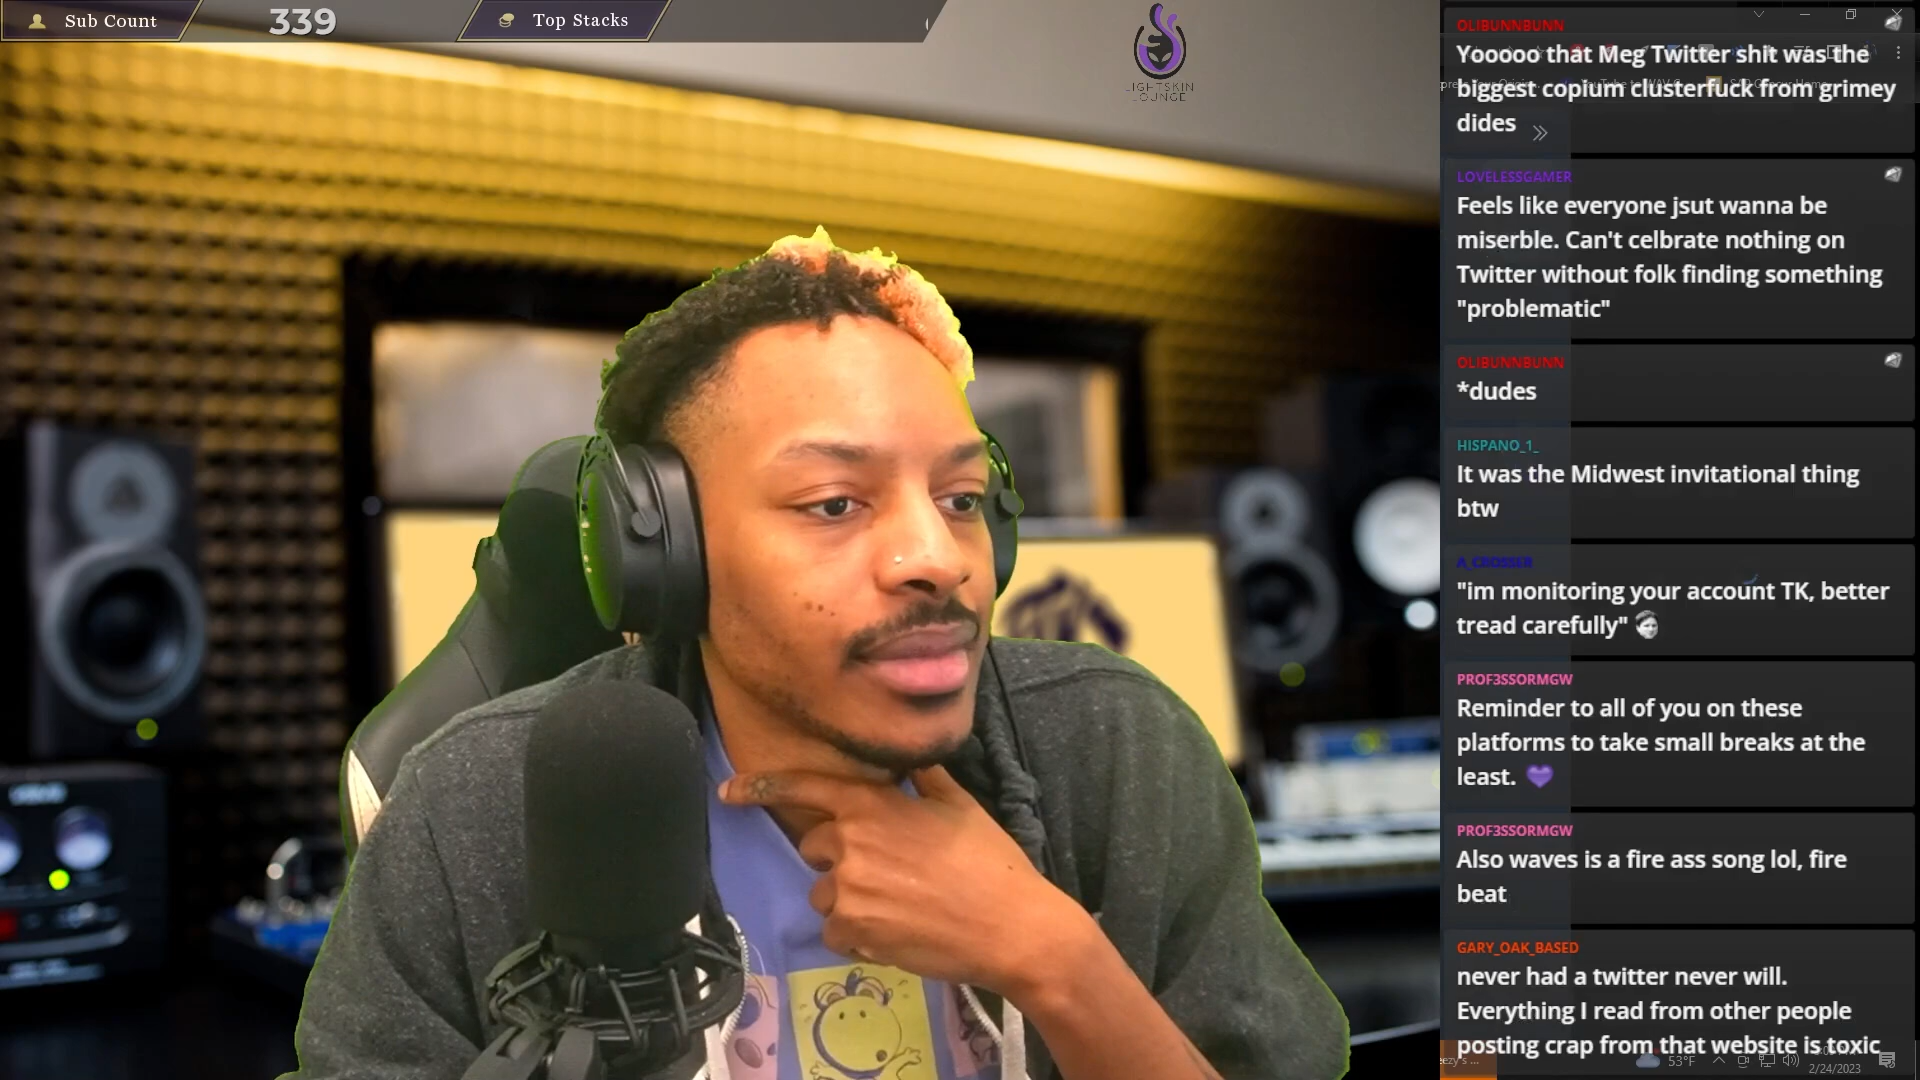 Sub Count
339
Top Stacks
LIGHTSKIN
LOUNGE
OLIBUNNBUNN
Yooooo that Meg Twitter shit was the
biggest copium clusterfuck from grimey
dides
LOVELESSGAMER
Feels like everyone jsut wanna be
miserble. Can't celbrate nothing on
Twitter without folk finding something
"problematic"
OLIBUNNBUNN
*dudes
HISPANO_1_
It was the Midwest invitational thing
btw
A_CROSSER
"im monitoring your account TK, better
tread carefully"
PROF3SSORMGW
Reminder to all of you on these
platforms to take small breaks at the
least.
PROF3SSORMGW
Also waves is a fire ass song lol, fire
beat
GARY_OAK_BASED
never had a twitter never will.
Everything I read from other people
posting crap from that website is toxic
53°F
2/24/2023